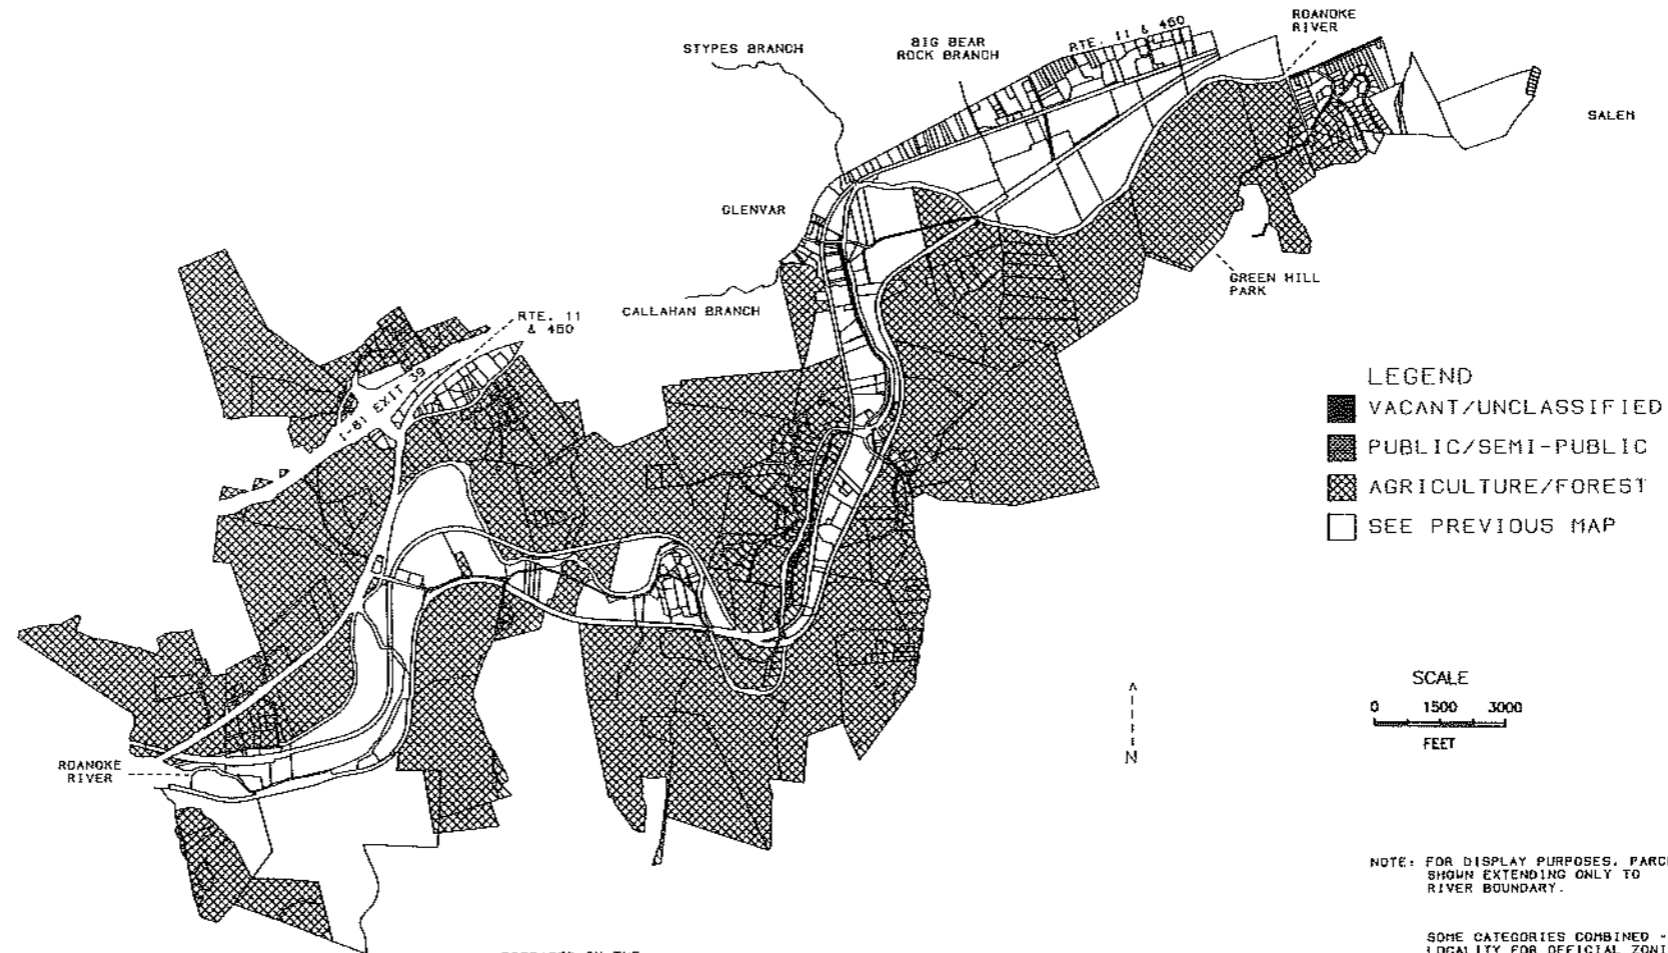 ROANOKE
RIVER
STYPES BRANCH
BIG BEAR
ROCK BRANCH
RTE. 11 & 460
SALEM
GLENVAR
GREEN HILL
PARK
CALLAHAN BRANCH
RTE. 11
& 460
I-81 EXIT 39
LEGEND
VACANT/UNCLASSIFIED
PUBLIC/SEMI-PUBLIC
AGRICULTURE/FOREST
SEE PREVIOUS MAP
SCALE
0 1500 3000
FEET
N
ROANOKE
RIVER
NOTE: FOR DISPLAY PURPOSES, PARC
SHOWN EXTENDING ONLY TO
RIVER BOUNDARY.
SOME CATEGORIES COMBINED -
LOCALITY FOR OFFICIAL ZONI